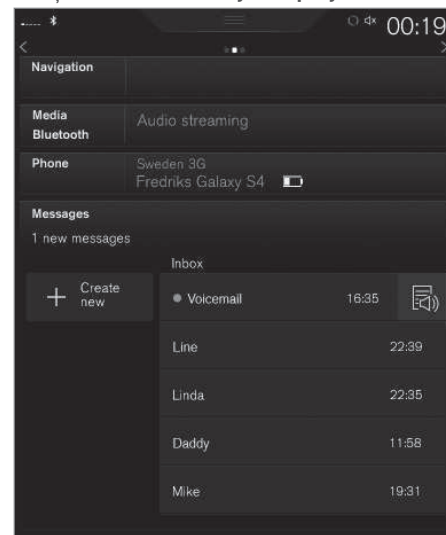 00:19
Navigation
Media
Bluetooth
Audio streaming
Phone
Sweden 3G
Fredriks Galaxy S4
Messages
1 new messages
Inbox
Create
new
Voicemail 16:35
Line 22:39
Linda 22:35
Daddy 11:58
Mike 19:31